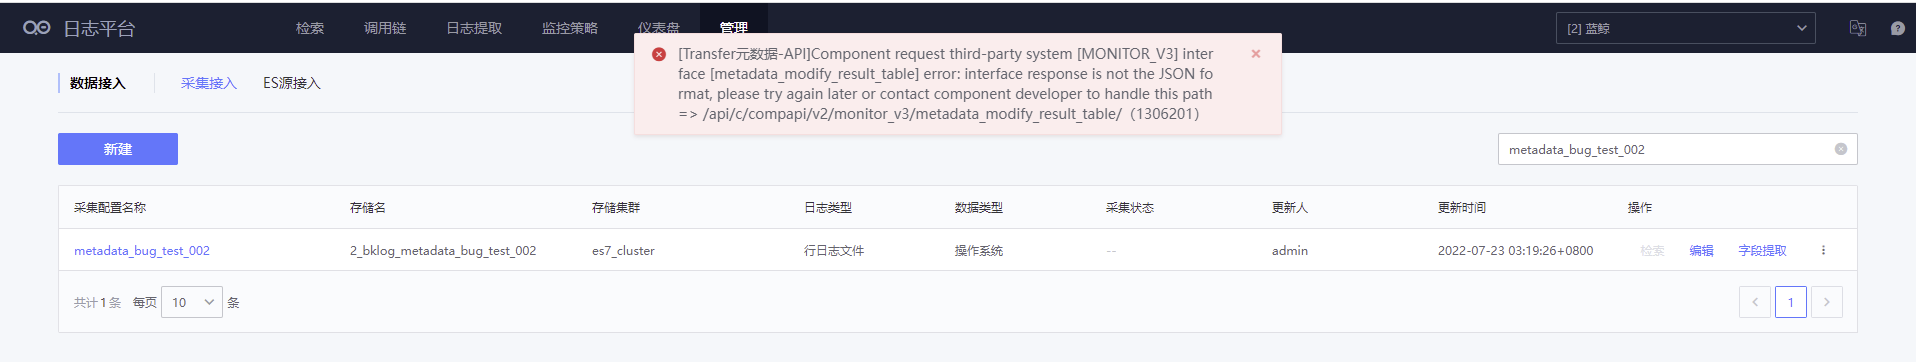 日志平台
检索 调用链 日志提取 监控策略 仪表盘 管理
[2] 蓝鲸
[Transfer元数据-API]Component request third-party system [MONITOR_V3] inter
face [metadata_modify_result_table] error: interface response is not the JSON fo
rmat, please try again later or contact component developer to handle this path
=> /api/c/compapi/v2/monitor_v3/metadata_modify_result_table/（1306201）
数据接入 采集接入 ES源接入
新建
metadata_bug_test_002
采集配置名称 存储名 存储集群 日志类型 数据类型 采集状态 更新人 更新时间 操作
metadata_bug_test_002 2_bklog_metadata_bug_test_002 es7_cluster 行日志文件 操作系统 -- admin 2022-07-23 03:19:26+0800 检索 编辑 字段提取
共计1条 每页 10 条 1